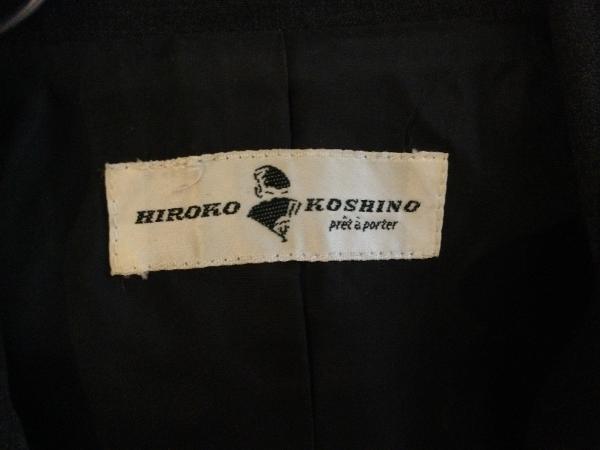 HIROKO KOSHINO
prêt à porter